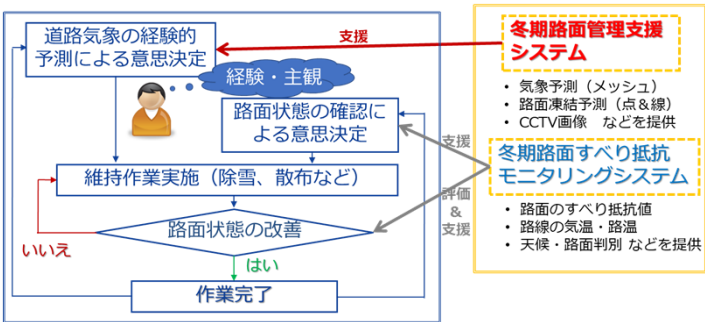 道路気象の経験的
予測による意思決定
支援
経験・主観
路面状態の確認に
よる意思決定
維持作業実施（除雪、散布など）
路面状態の改善
いいえ
はい
作業完了
支援
評価
&
支援
冬期路面管理支援
システム
• 気象予測（メッシュ）
• 路面凍結予測（点＆線）
• CCTV画像　などを提供
冬期路面すべり抵抗
モニタリングシステム
• 路面のすべり抵抗値
• 路線の気温・路温
• 天候・路面判別 などを提供